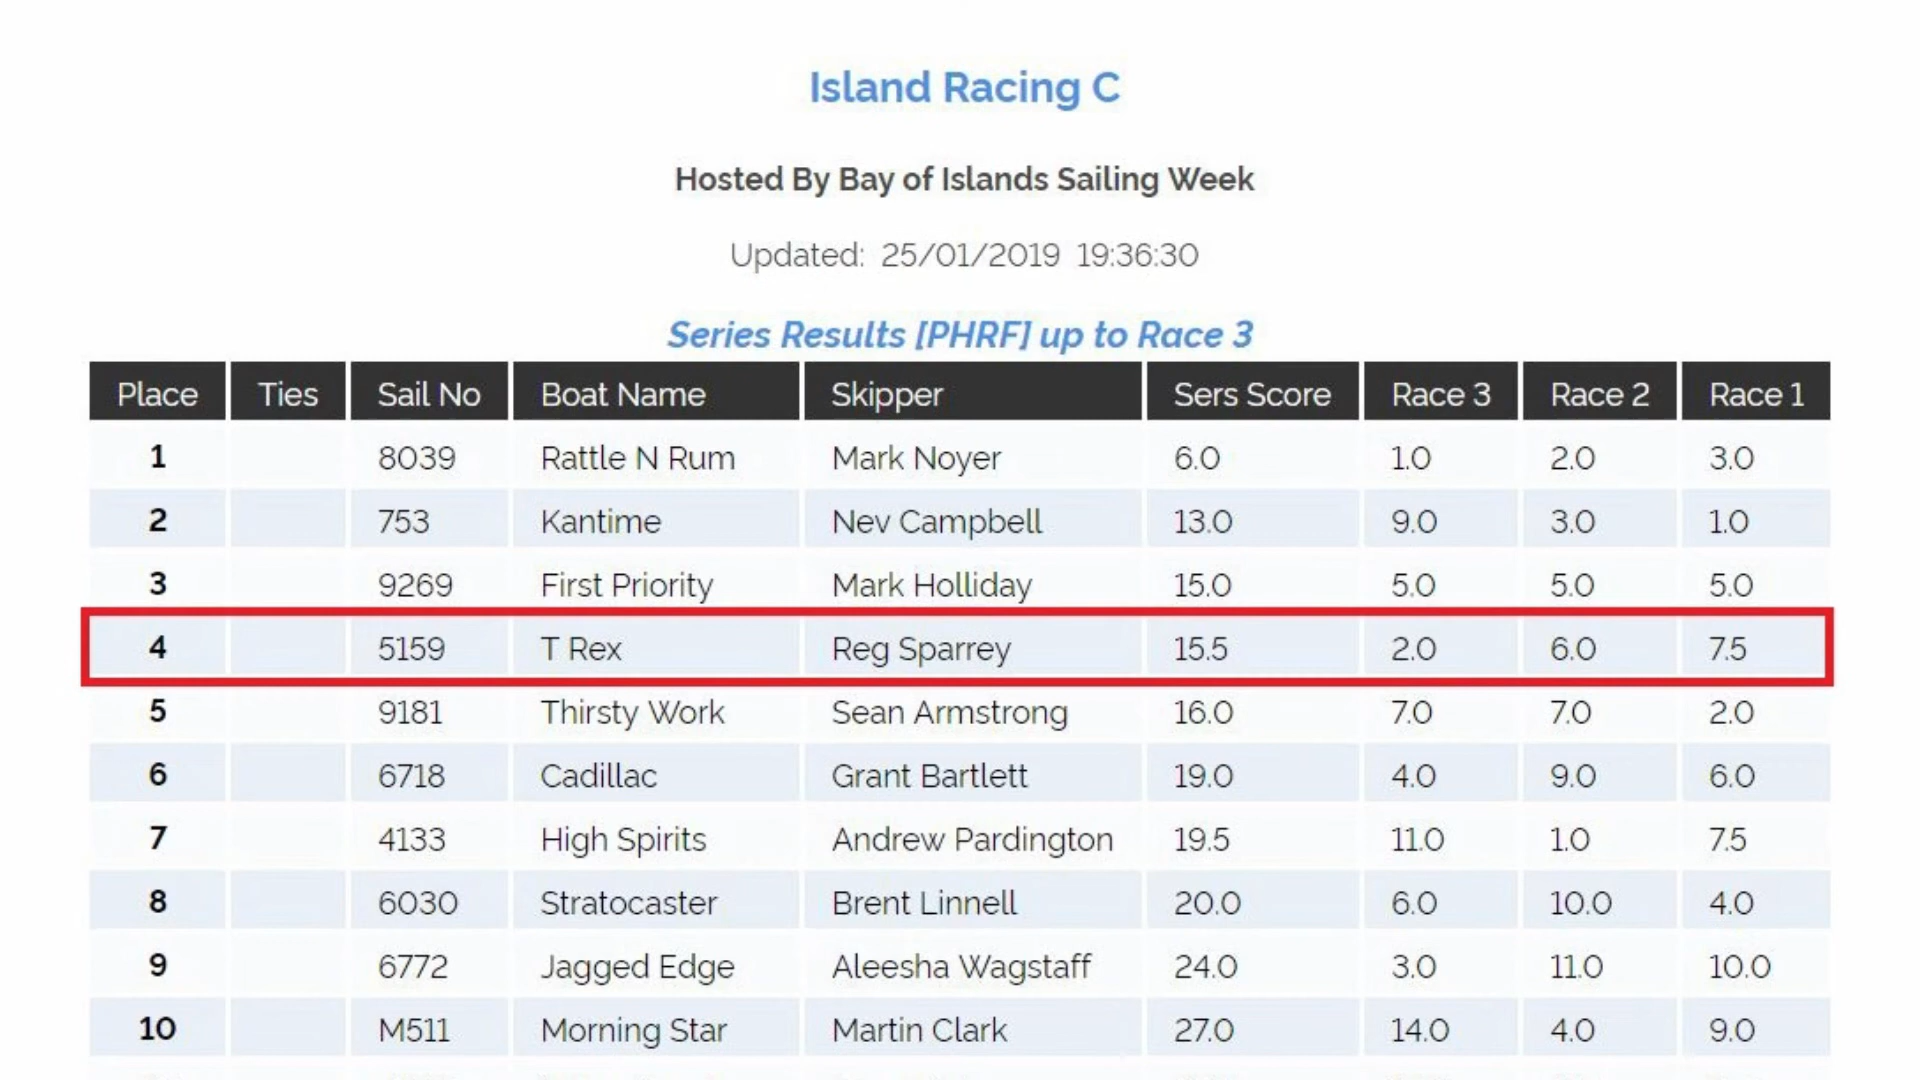 Island Racing C
Hosted By Bay of Islands Sailing Week
Updated: 25/01/2019 19:36:30
Series Results [PHRF] up to Race 3
Place Ties Sail No Boat Name Skipper Sers Score Race 3 Race 2 Race 1
1 8039 Rattle N Rum Mark Noyer 6.0 1.0 2.0 3.0
2 753 Kantime Nev Campbell 13.0 9.0 3.0 1.0
3 9269 First Priority Mark Holliday 15.0 5.0 5.0 5.0
4 5159 T Rex Reg Sparrey 15.5 2.0 6.0 7.5
5 9181 Thirsty Work Sean Armstrong 16.0 7.0 7.0 2.0
6 6718 Cadillac Grant Bartlett 19.0 4.0 9.0 6.0
7 4133 High Spirits Andrew Pardington 19.5 11.0 1.0 7.5
8 6030 Stratocaster Brent Linnell 20.0 6.0 10.0 4.0
9 6772 Jagged Edge Aleesha Wagstaff 24.0 3.0 11.0 10.0
10 M511 Morning Star Martin Clark 27.0 14.0 4.0 9.0